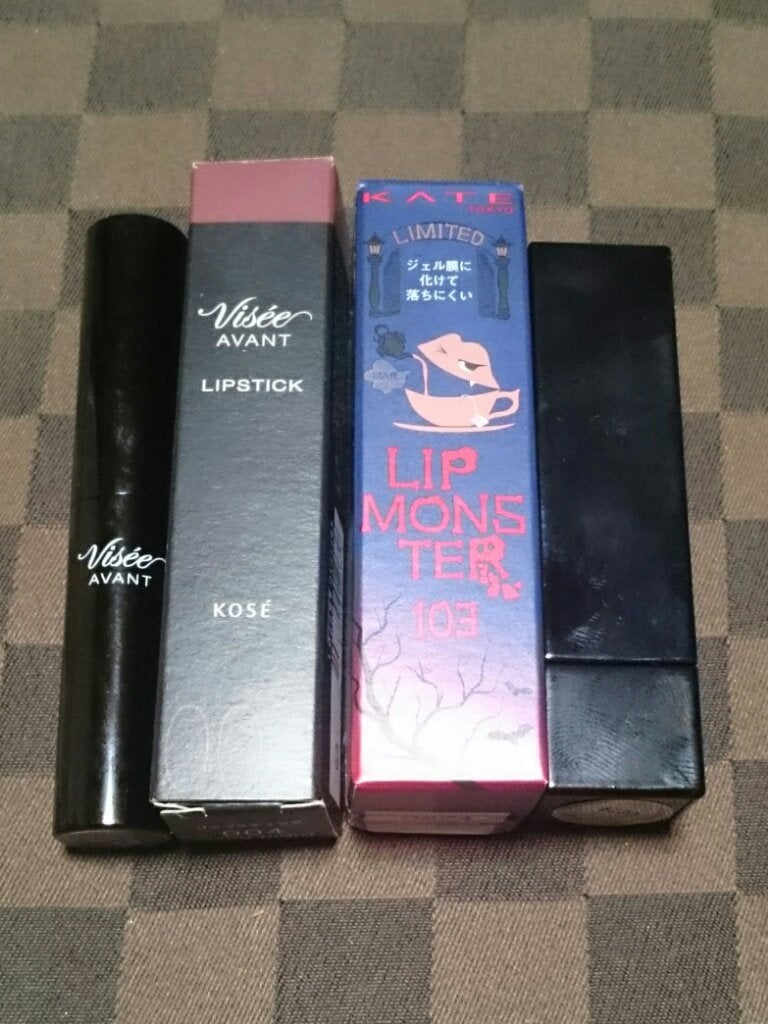 Visée
AVANT
Visée
AVANT
LIPSTICK
KOSÉ
004
KATE
TOKYO
LIMITED
ジェル膜に
化けて
落ちにくい
LIP
MONS
TER
103